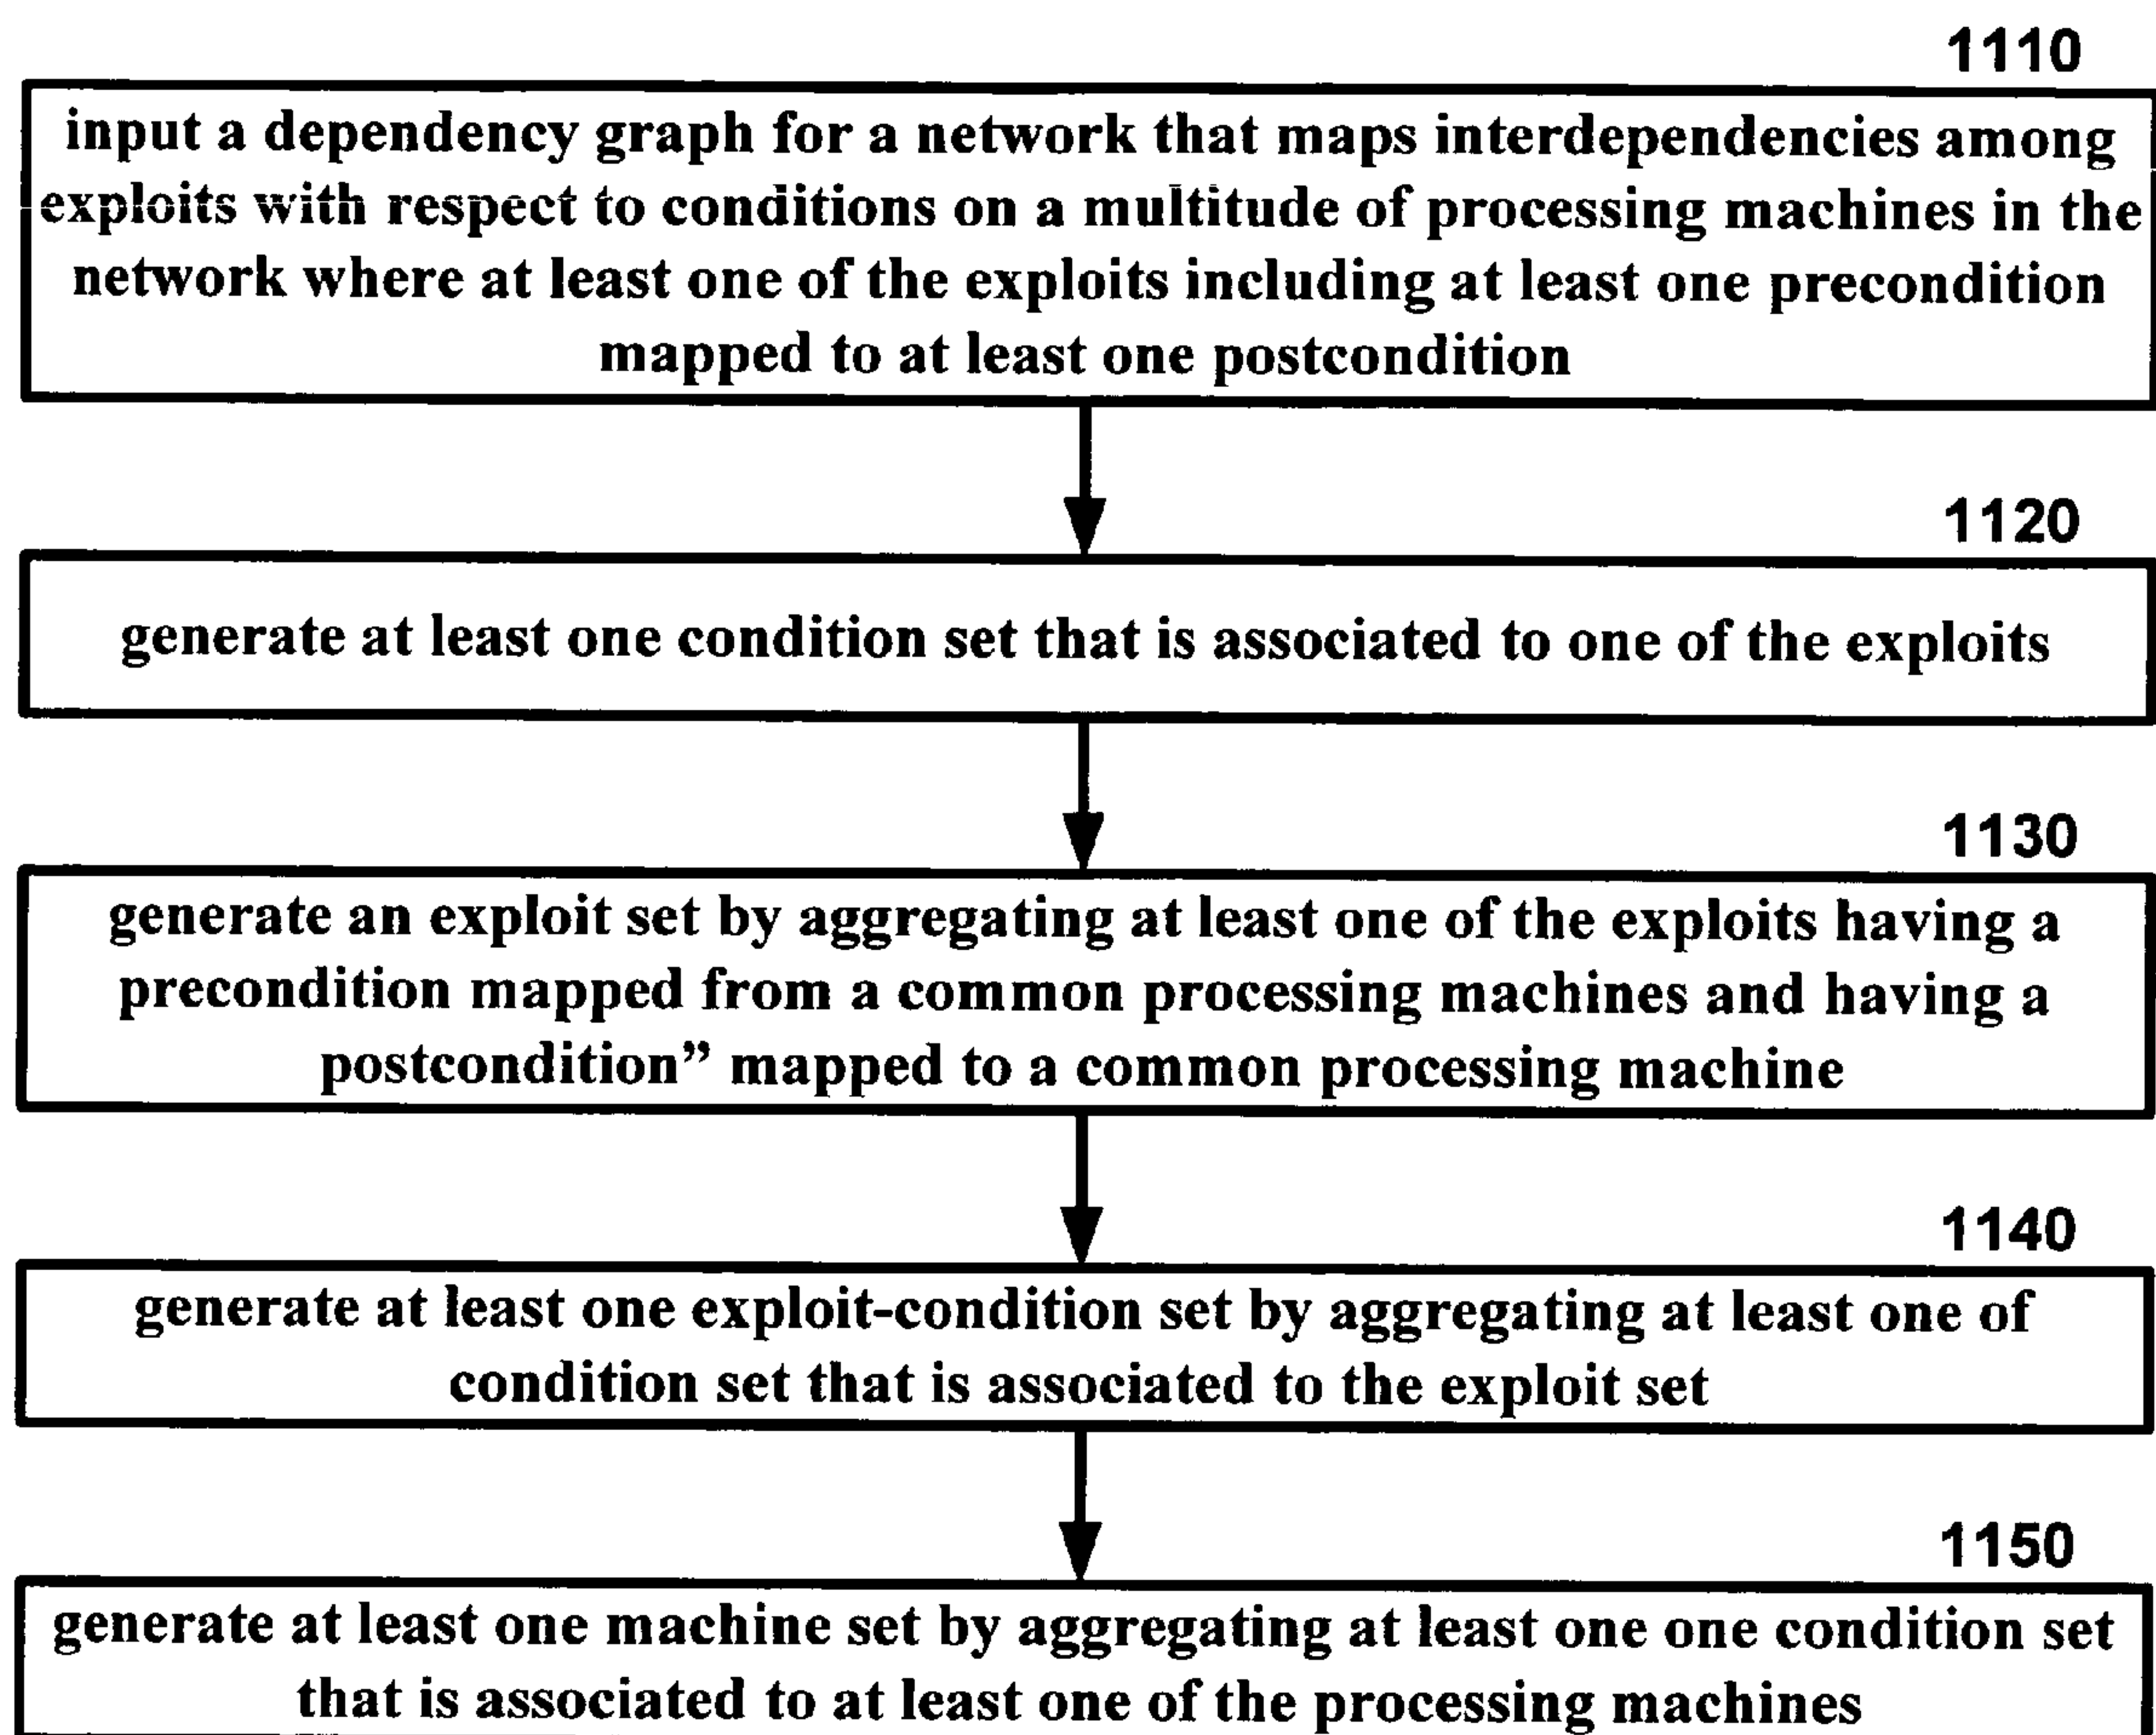 1110
input a dependency graph for a network that maps interdependencies among
exploits with respect to conditions on a multitude of processing machines in the
network where at least one of the exploits including at least one precondition
mapped to at least one postcondition
1120
generate at least one condition set that is associated to one of the exploits
1130
generate an exploit set by aggregating at least one of the exploits having a
precondition mapped from a common processing machines and having a
postcondition” mapped to a common processing machine
1140
generate at least one exploit-condition set by aggregating at least one of
condition set that is associated to the exploit set
1150
generate at least one machine set by aggregating at least one one condition set
that is associated to at least one of the processing machines